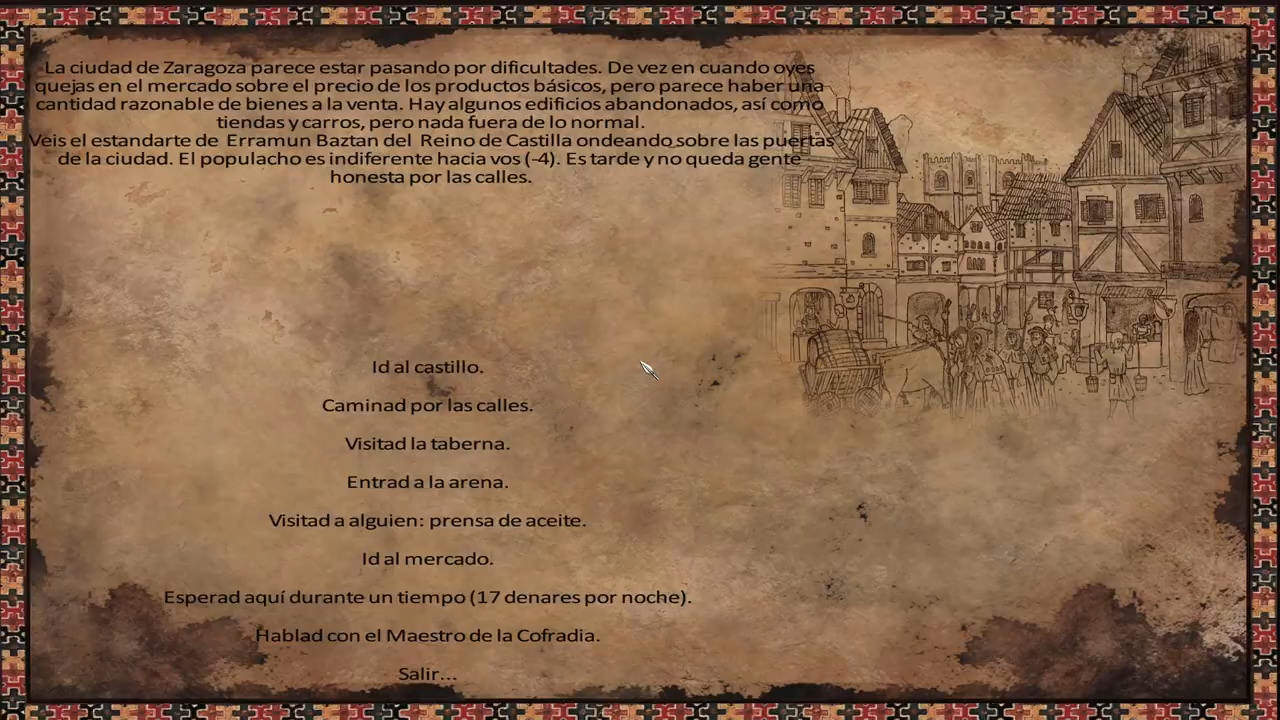 La ciudad de Zaragoza parece estar pasando por dificultades. De vez en cuando oyes
quejas en el mercado sobre el precio de los productos básicos, pero parece haber una
cantidad razonable de bienes a la venta. Hay algunos edificios abandonados, así como
tiendas y carros, pero nada fuera de lo normal.
Veis el estandarte de Erramun Baztan del Reino de Castilla ondeando sobre las puertas
de la ciudad. El populacho es indiferente hacia vos (-4). Es tarde y no queda gente
honesta por las calles.
Id al castillo.
Caminad por las calles.
Visitad la taberna.
Entrad a la arena.
Visitad a alguien: prensa de aceite.
Id al mercado.
Esperad aquí durante un tiempo (17 denares por noche).
Hablad con el Maestro de la Cofradia.
Salir...